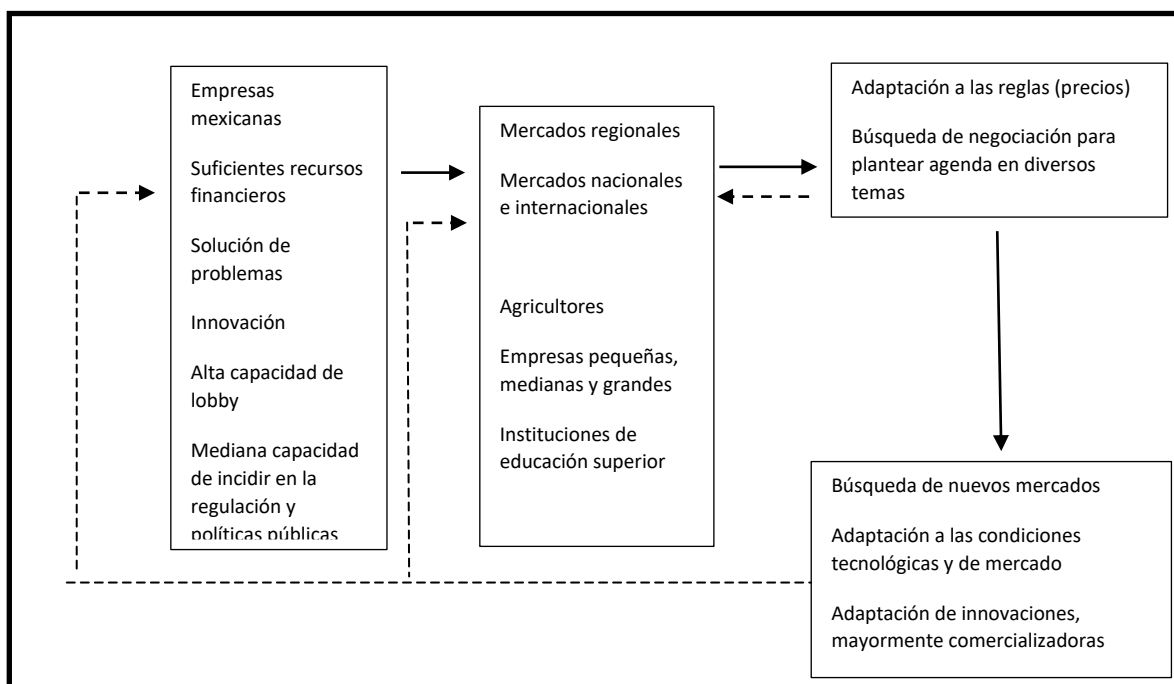 Empresas
mexicanas
Suficientes recursos
financieros
Solución de
problemas
Innovación
Alta capacidad de
lobby
Mediana capacidad
de incidir en la
regulación y
políticas públicas
Mercados regionales
Mercados nacionales
e internacionales
Agricultores
Empresas pequeñas,
medianas y grandes
Instituciones de
educación superior
Adaptación a las reglas (precios)
Búsqueda de negociación para
plantear agenda en diversos
temas
Búsqueda de nuevos mercados
Adaptación a las condiciones
tecnológicas y de mercado
Adaptación de innovaciones,
mayormente comercializadoras